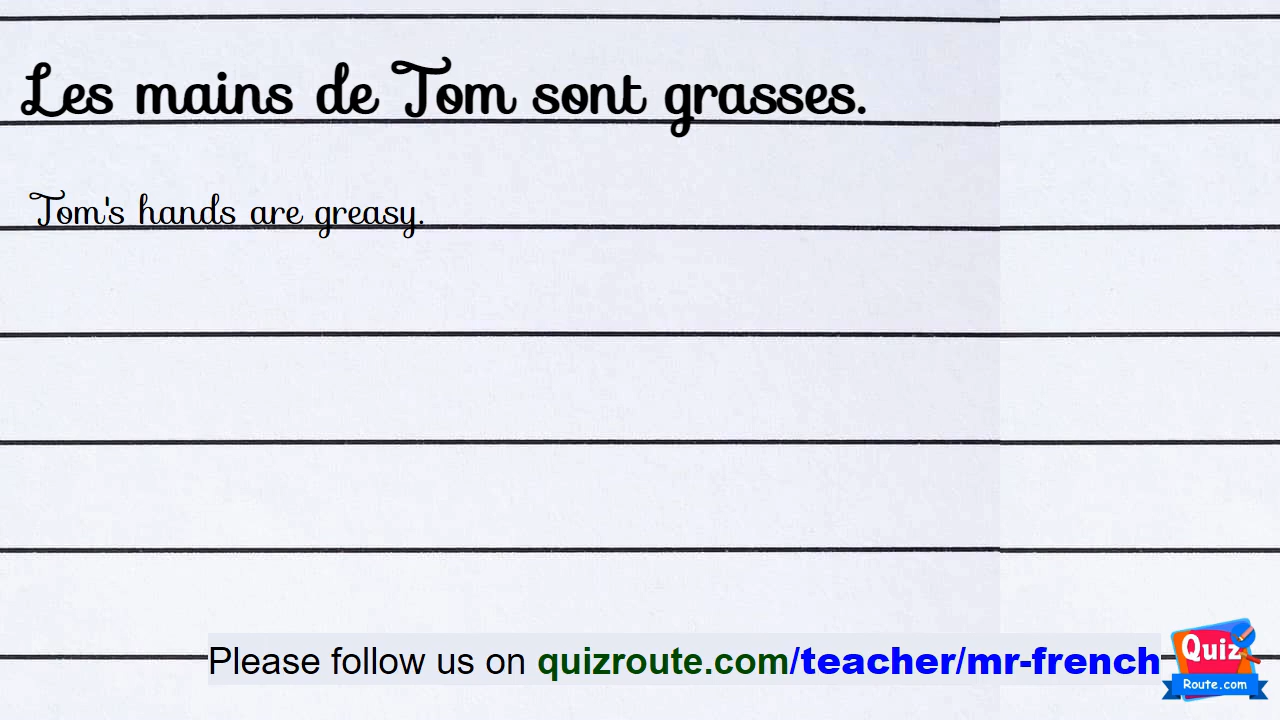 Les mains de Tom sont grasses.
Tom's hands are greasy.
Please follow us on quizroute.com/teacher/mr-french
Quiz
Route.com